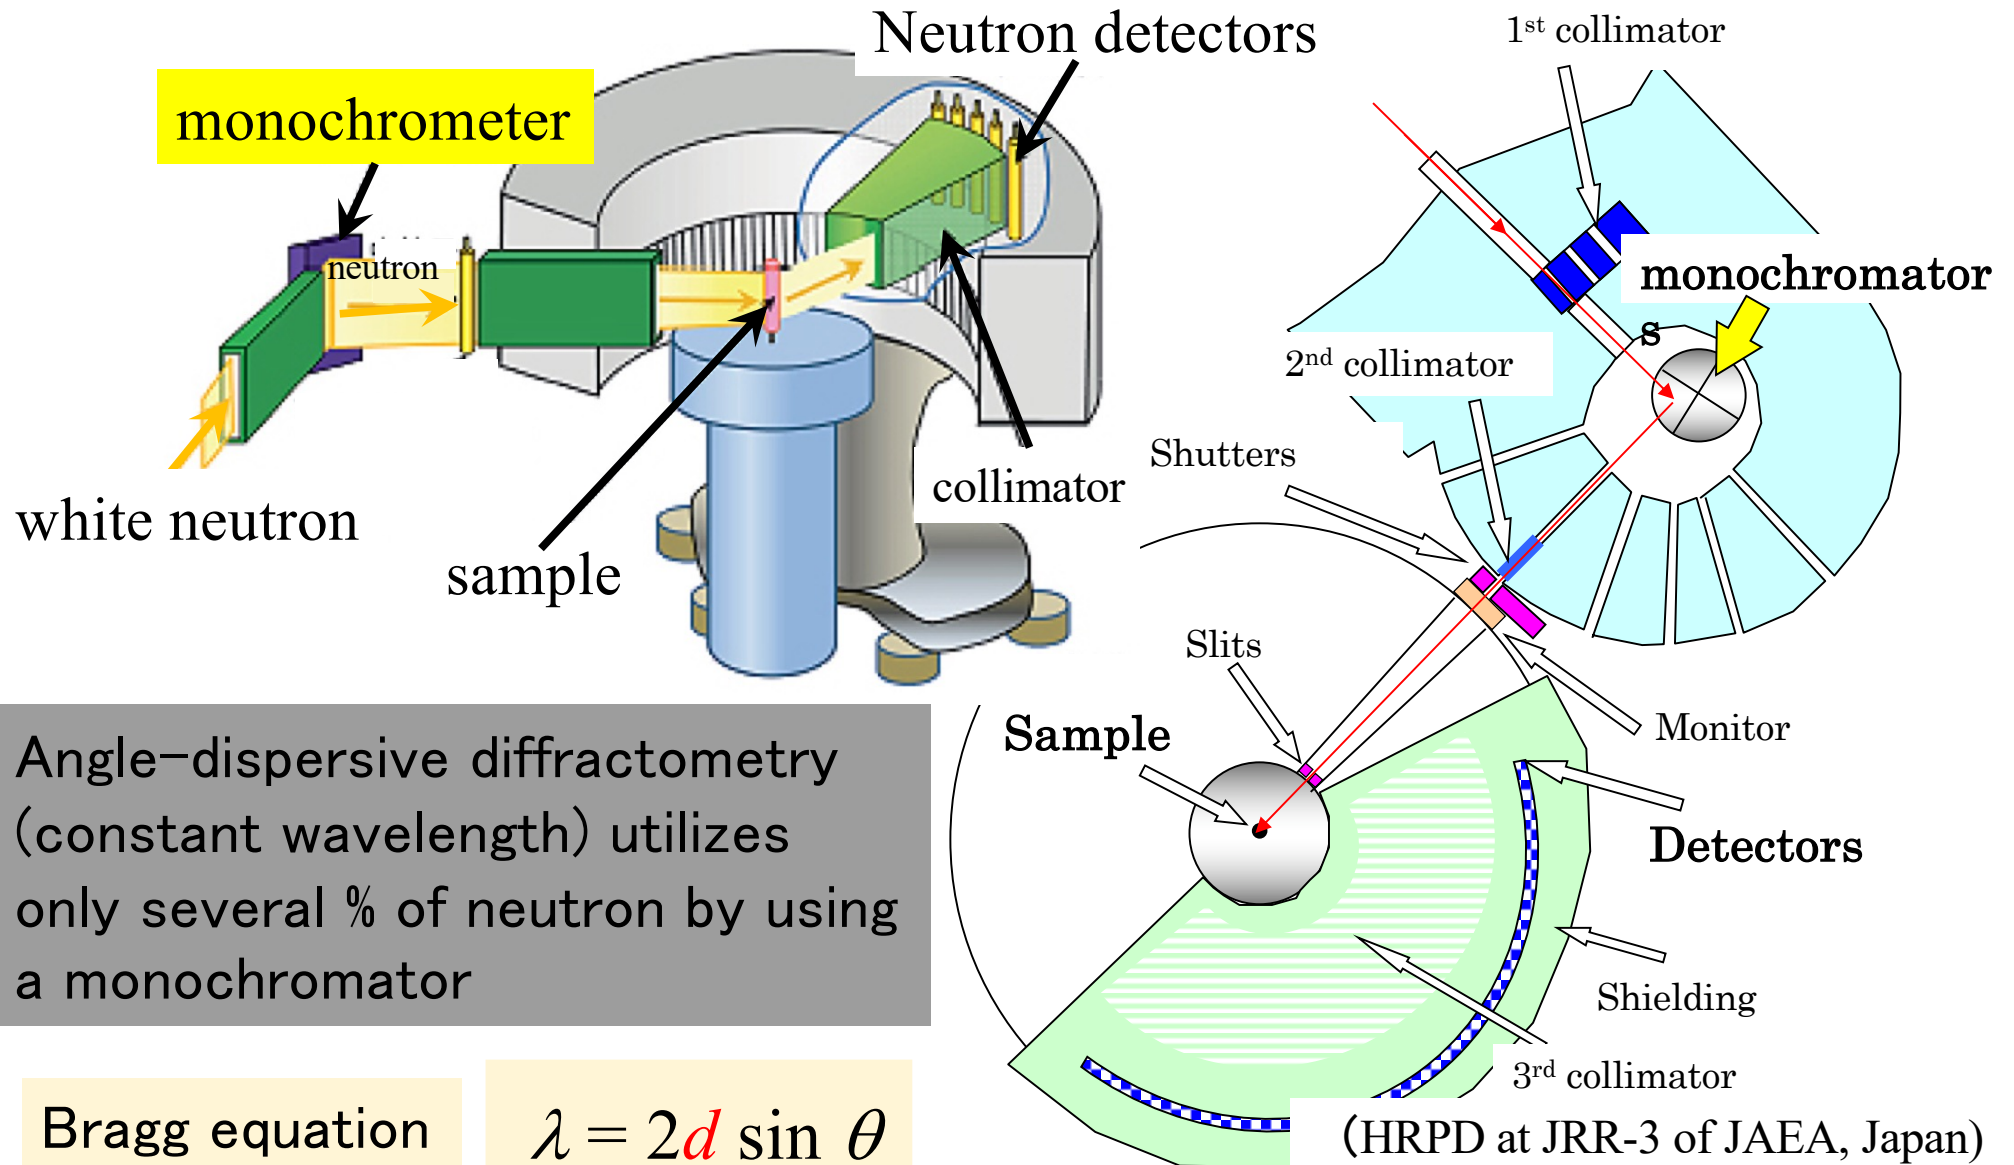 Neutron detectors
monochrometer
neutron
white neutron
sample
collimator
1st collimator
monochromator
s
2nd collimator
Shutters
Slits
Sample
Monitor
Detectors
Shielding
3rd collimator
(HRPD at JRR-3 of JAEA, Japan)
Angle-dispersive diffractometry
(constant wavelength) utilizes
only several % of neutron by using
a monochromator
Bragg equation
λ = 2d sin θ